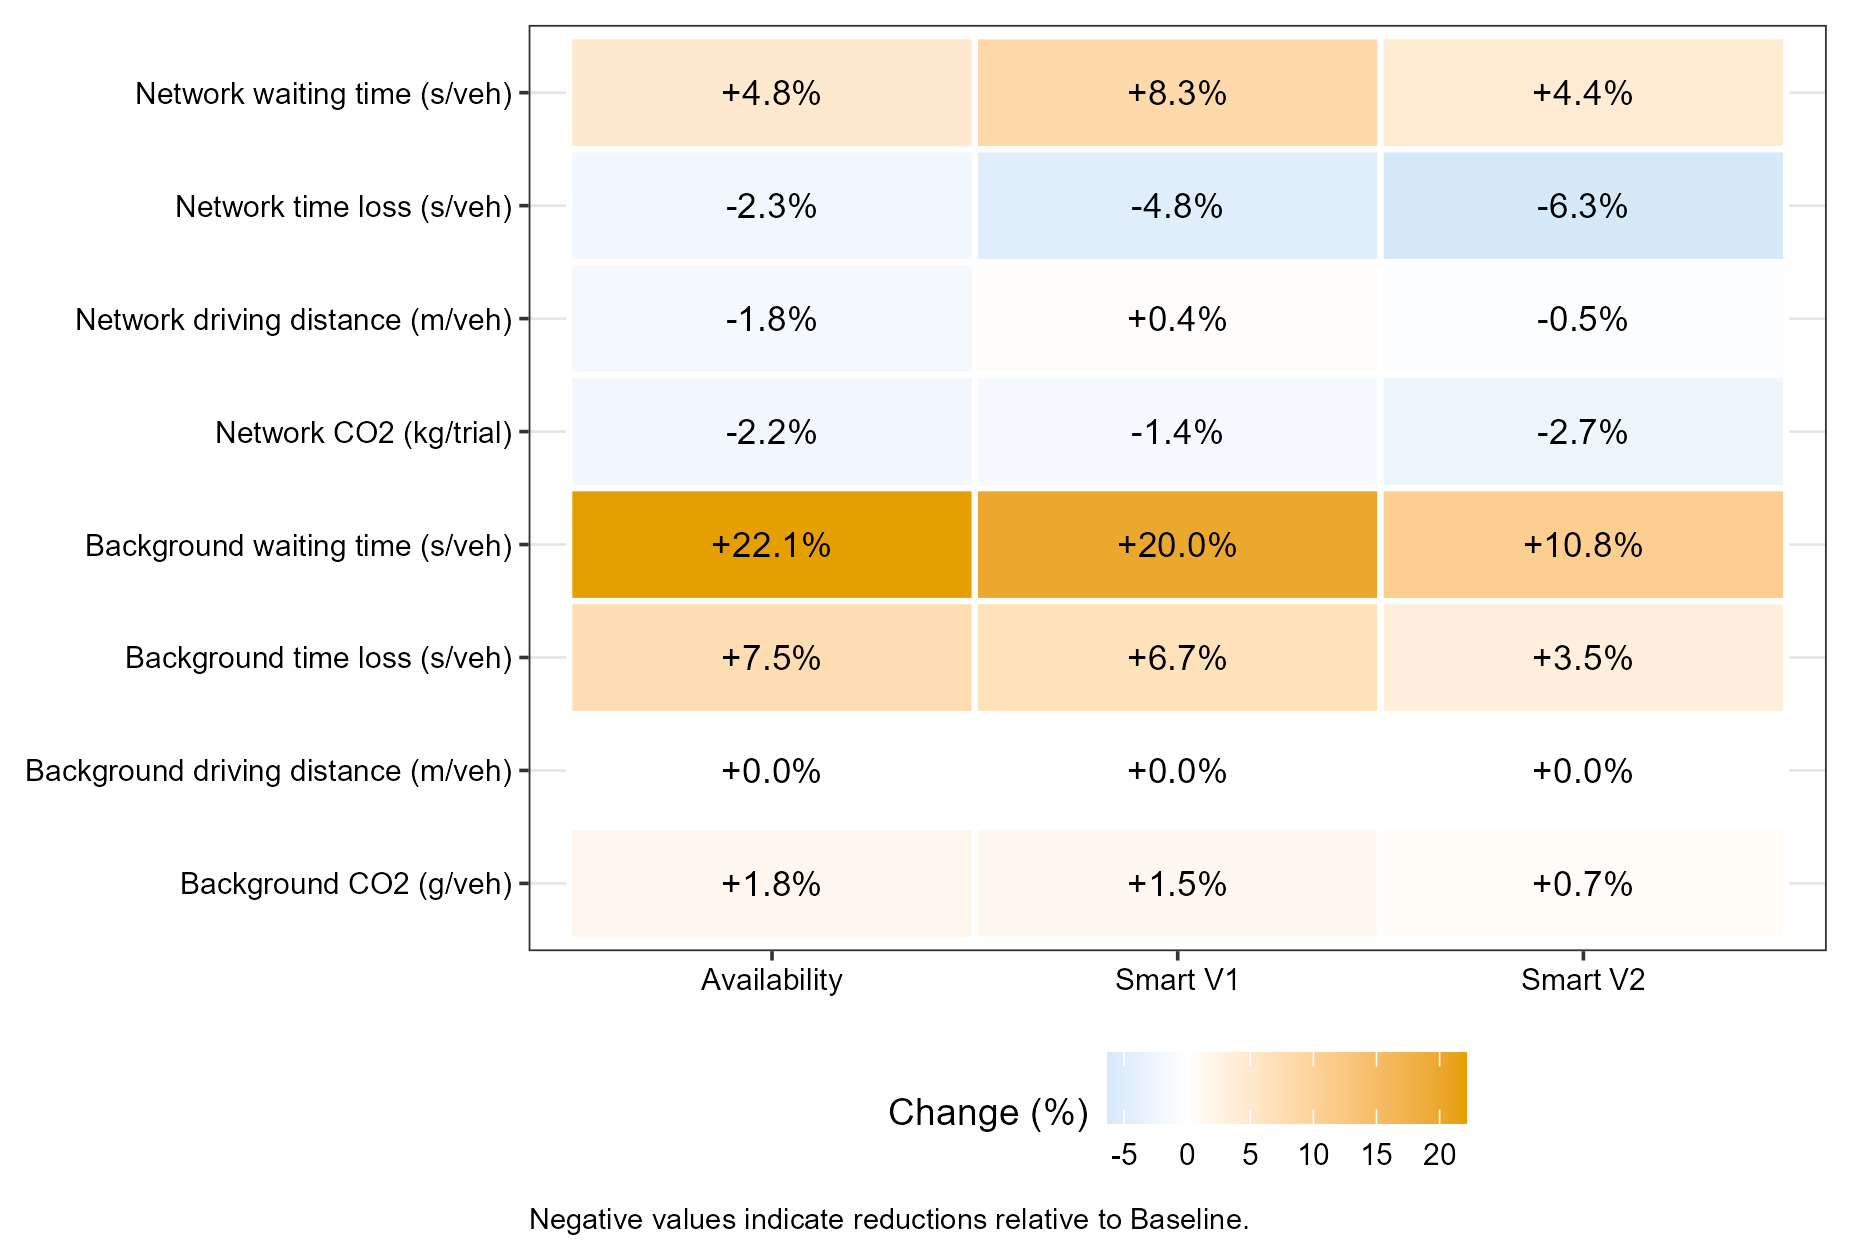 Network waiting time (s/veh) +4.8% +8.3% +4.4%
Network time loss (s/veh) -2.3% -4.8% -6.3%
Network driving distance (m/veh) -1.8% +0.4% -0.5%
Network CO2 (kg/trial) -2.2% -1.4% -2.7%
Background waiting time (s/veh) +22.1% +20.0% +10.8%
Background time loss (s/veh) +7.5% +6.7% +3.5%
Background driving distance (m/veh) +0.0% +0.0% +0.0%
Background CO2 (g/veh) +1.8% +1.5% +0.7%
Availability Smart V1 Smart V2
Change (%)
-5 0 5 10 15 20
Negative values indicate reductions relative to Baseline.